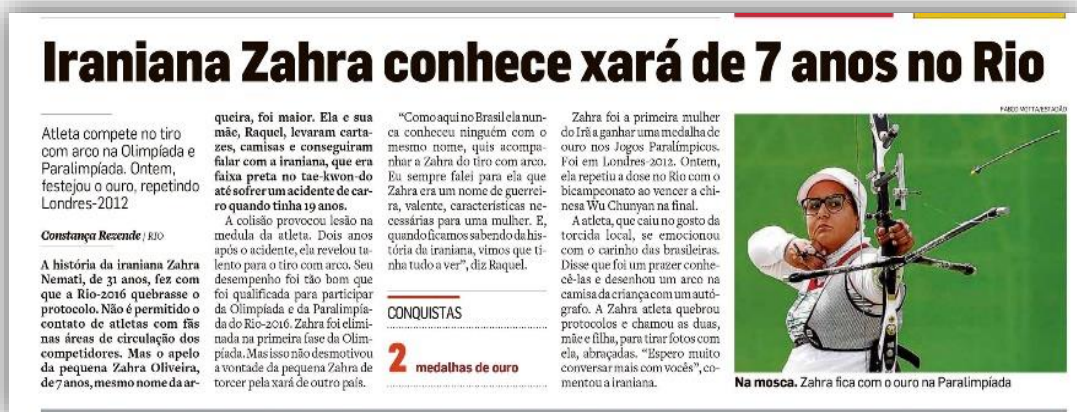 Iraniana Zahra conhece xará de 7 anos no Rio
Atleta compete no tiro
com arco na Olimpíada e
Paralimpíada. Ontem,
festejou o ouro, repetindo
Londres-2012
Constança Rezende / RIO
A história da iraniana Zahra
Nemati, de 31 anos, fez com
que a Rio-2016 quebrasse o
protocolo. Não é permitido o
contato de atletas com fãs
nas áreas de circulação dos
competidores. Mas o apelo
da pequena Zahra Oliveira,
de 7 anos, mesmo nome da ar-
queira, foi maior. Ela e sua
mãe, Raquel, levaram carta-
zes, camisas e conseguiram
falar com a iraniana, que era
faixa preta no tae-kwon-do
até sofrer um acidente de car-
ro quando tinha 19 anos.
A colisão provocou lesão na
medula da atleta. Dois anos
após o acidente, ela revelou ta-
lento para o tiro com arco. Seu
desempenho foi tão bom que
foi qualificada para participar
da Olimpíada e da Paralimpía-
da do Rio-2016. Zahra foi elimi-
nada na primeira fase da Olim-
píada. Mas isso não desmotivou
a vontade da pequena Zahra de
torcer pela xará de outro país.
“Como aqui no Brasil ela nun-
ca conheceu ninguém com o
mesmo nome, quis acompa-
nhar a Zahra do tiro com arco.
Eu sempre falei para ela que
Zahra era um nome de guerrei-
ra, valente, características ne-
cessárias para uma mulher. E,
quando ficamos sabendo da his-
tória da iraniana, vimos que ti-
nha tudo a ver”, diz Raquel.
CONQUISTAS
2 medalhas de ouro
Zahra foi a primeira mulher
do Irã a ganhar uma medalha de
ouro nos Jogos Paralímpicos.
Foi em Londres-2012. Ontem,
ela repetiu a dose no Rio com o
bicampeonato ao vencer a chi-
nesa Wu Chunyan na final.
A atleta, que caiu no gosto da
torcida local, se emocionou
com o carinho das brasileiras.
Disse que foi um prazer conhe-
cê-las e desenhou um arco na
camisa da criança com um autó-
grafo. A Zahra atleta quebrou
protocolos e chamou as duas,
mãe e filha, para tirar fotos com
ela, abraçadas. “Espero muito
conversar mais com vocês”, co-
mentou a iraniana.
FABIO MOTTA/ESTADÃO
Na mosca. Zahra fica com o ouro na Paralimpíada